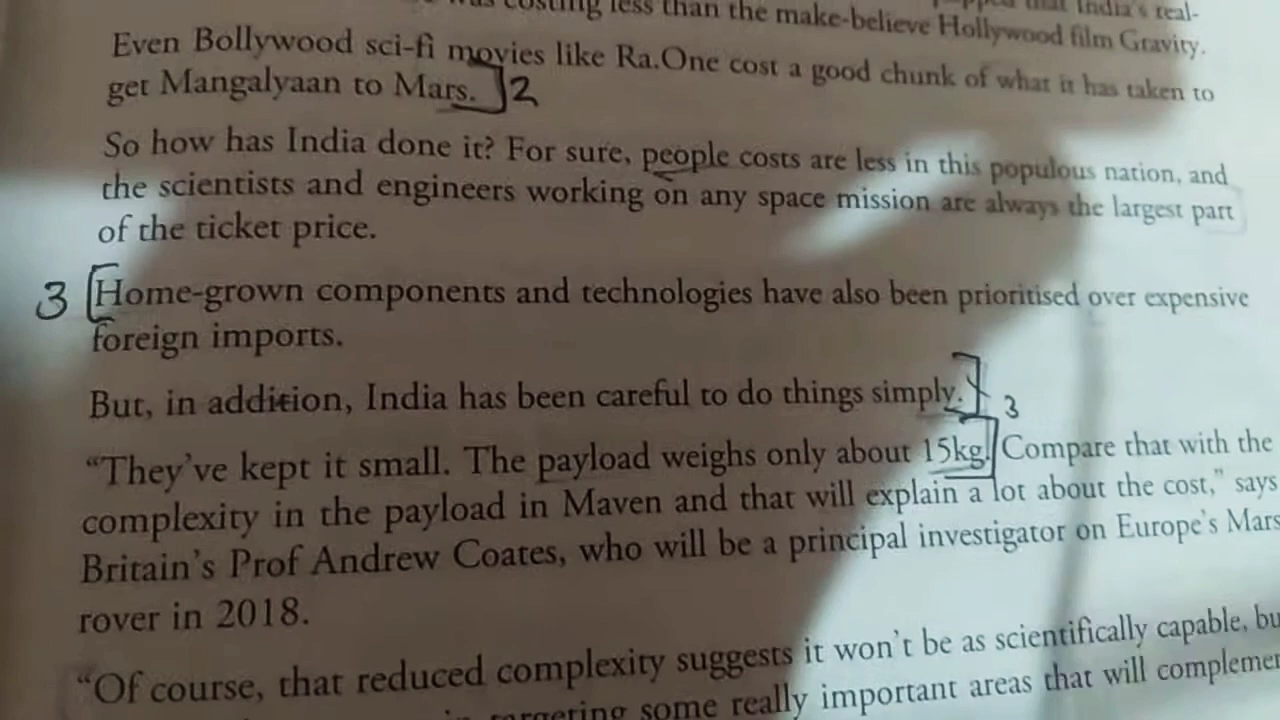 was costing less than the make-believe Hollywood film Gravity.
that India's real-
Even Bollywood sci-fi movies like Ra.One cost a good chunk of what it has taken to
get Mangalyaan to Mars. 2
So how has India done it? For sure, people costs are less in this populous nation, and
the scientists and engineers working on any space mission are always the largest part
of the ticket price.
3 Home-grown components and technologies have also been prioritised over expensive
foreign imports.
But, in addition, India has been careful to do things simply. 3
“They've kept it small. The payload weighs only about 15kg. Compare that with the
complexity in the payload in Maven and that will explain a lot about the cost,” says
Britain's Prof Andrew Coates, who will be a principal investigator on Europe's Mars
rover in 2018.
“Of course, that reduced complexity suggests it won't be as scientifically capable, bu
targeting some really important areas that will complemen